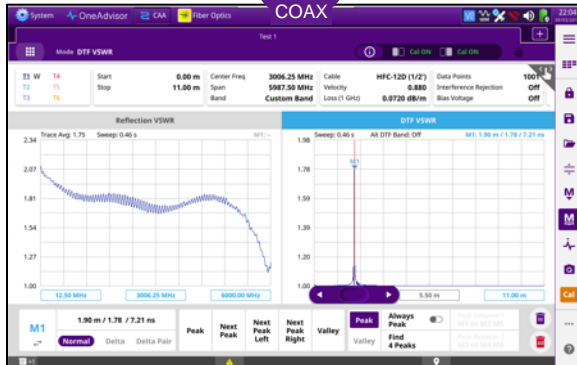 COAX
System OneAdvisor CAA Fiber Optics 22:04
Test 1
Mode DTF VSWR Cal ON Cal ON
T1 W T4 Start 0.00 m Center Freq 3006.25 MHz Cable HFC-12D (1/2') Data Points 1001
T2 T5 Stop 11.00 m Span 5987.50 MHz Velocity 0.880 Interference Rejection Off
T3 T6 Band Custom Band Loss (1 GHz) 0.0720 dB/m Bias Voltage Off
Reflection VSWR DTF VSWR
Trace Avg: 1.75 Sweep: 0.46 s M1: -- Sweep: 0.46 s Alt DTF Band: Off M1: 1.90 m / 1.78 / 7.21 ns
2.34 1.98
M1
2.07 1.78
1.81 1.59
1.54 1.39
1.27 1.20
1.00 1.00
12.50 MHz 3006.25 MHz 6000.00 MHz 5.50 m 11.00 m
M
M
Cal
M1 1.90 m / 1.78 / 7.21 ns
Normal Delta Delta Pair
Peak Next Peak Next Peak Left Next Peak Right Valley
Peak Always Peak
Valley Find 4 Peaks